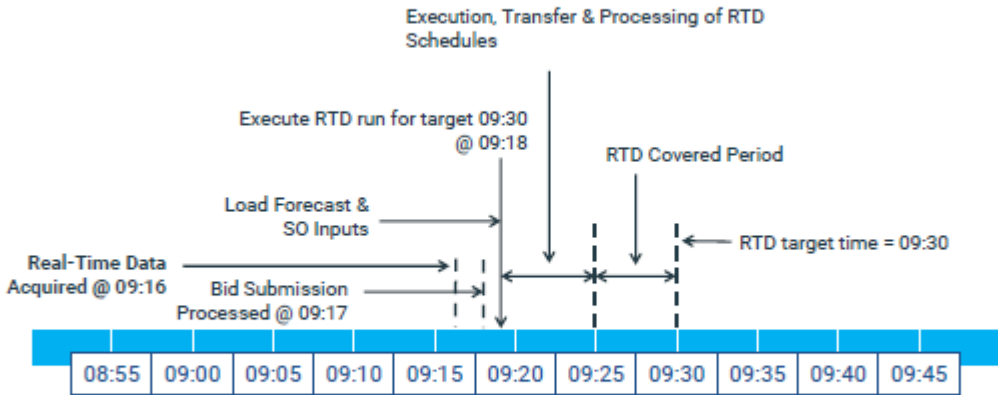 Execution, Transfer & Processing of RTD
Schedules
Execute RTD run for target 09:30
@ 09:18
RTD Covered Period
Load Forecast &
SO Inputs
RTD target time = 09:30
Real-Time Data
Acquired @ 09:16
Bid Submission
Processed @ 09:17
08:55 09:00 09:05 09:10 09:15 09:20 09:25 09:30 09:35 09:40 09:45